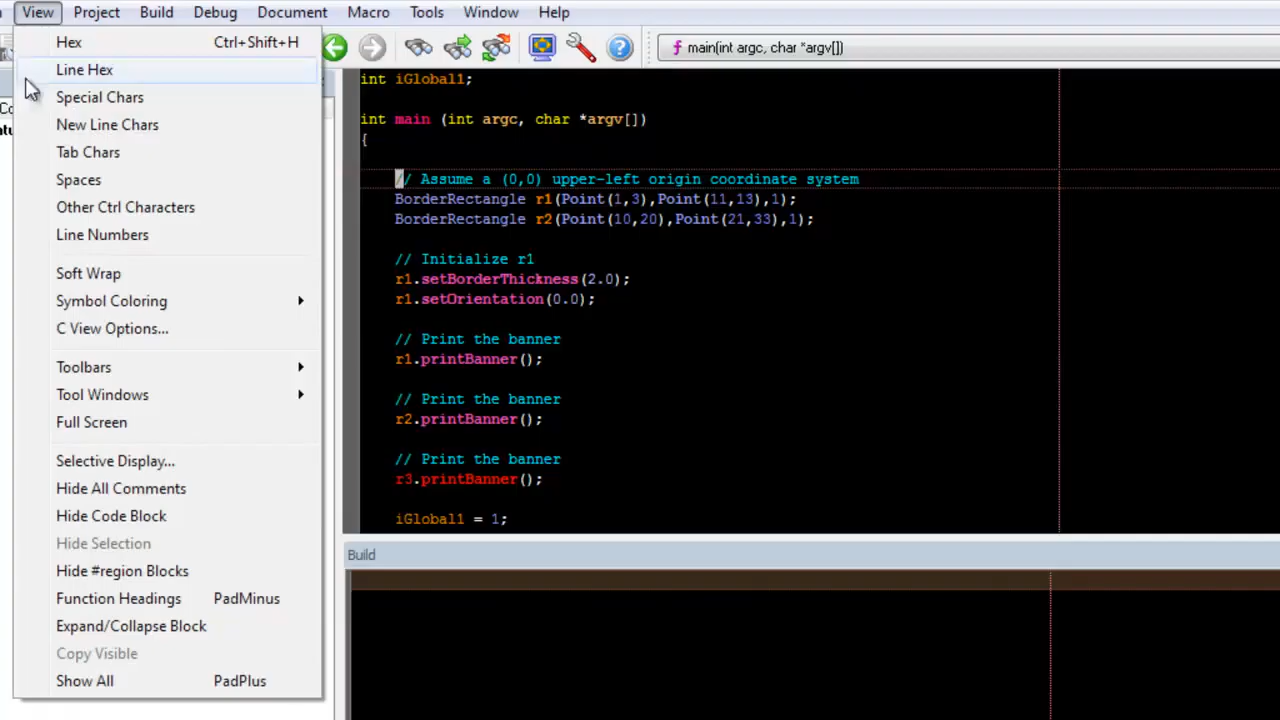 View Project Build Debug Document Macro Tools Window Help
main(int argc, char *argv[])
Hex Ctrl+Shift+H
Line Hex
Special Chars
New Line Chars
Tab Chars
Spaces
Other Ctrl Characters
Line Numbers
Soft Wrap
Symbol Coloring
C View Options...
Toolbars
Tool Windows
Full Screen
Selective Display...
Hide All Comments
Hide Code Block
Hide Selection
Hide #region Blocks
Function Headings PadMinus
Expand/Collapse Block
Copy Visible
Show All PadPlus
int iGlobal1;
int main (int argc, char *argv[])
{
// Assume a (0,0) upper-left origin coordinate system
BorderRectangle r1(Point(1,3),Point(11,13),1);
BorderRectangle r2(Point(10,20),Point(21,33),1);
// Initialize r1
r1.setBorderThickness(2.0);
r1.setOrientation(0.0);
// Print the banner
r1.printBanner();
// Print the banner
r2.printBanner();
// Print the banner
r3.printBanner();
iGlobal1 = 1;
Build